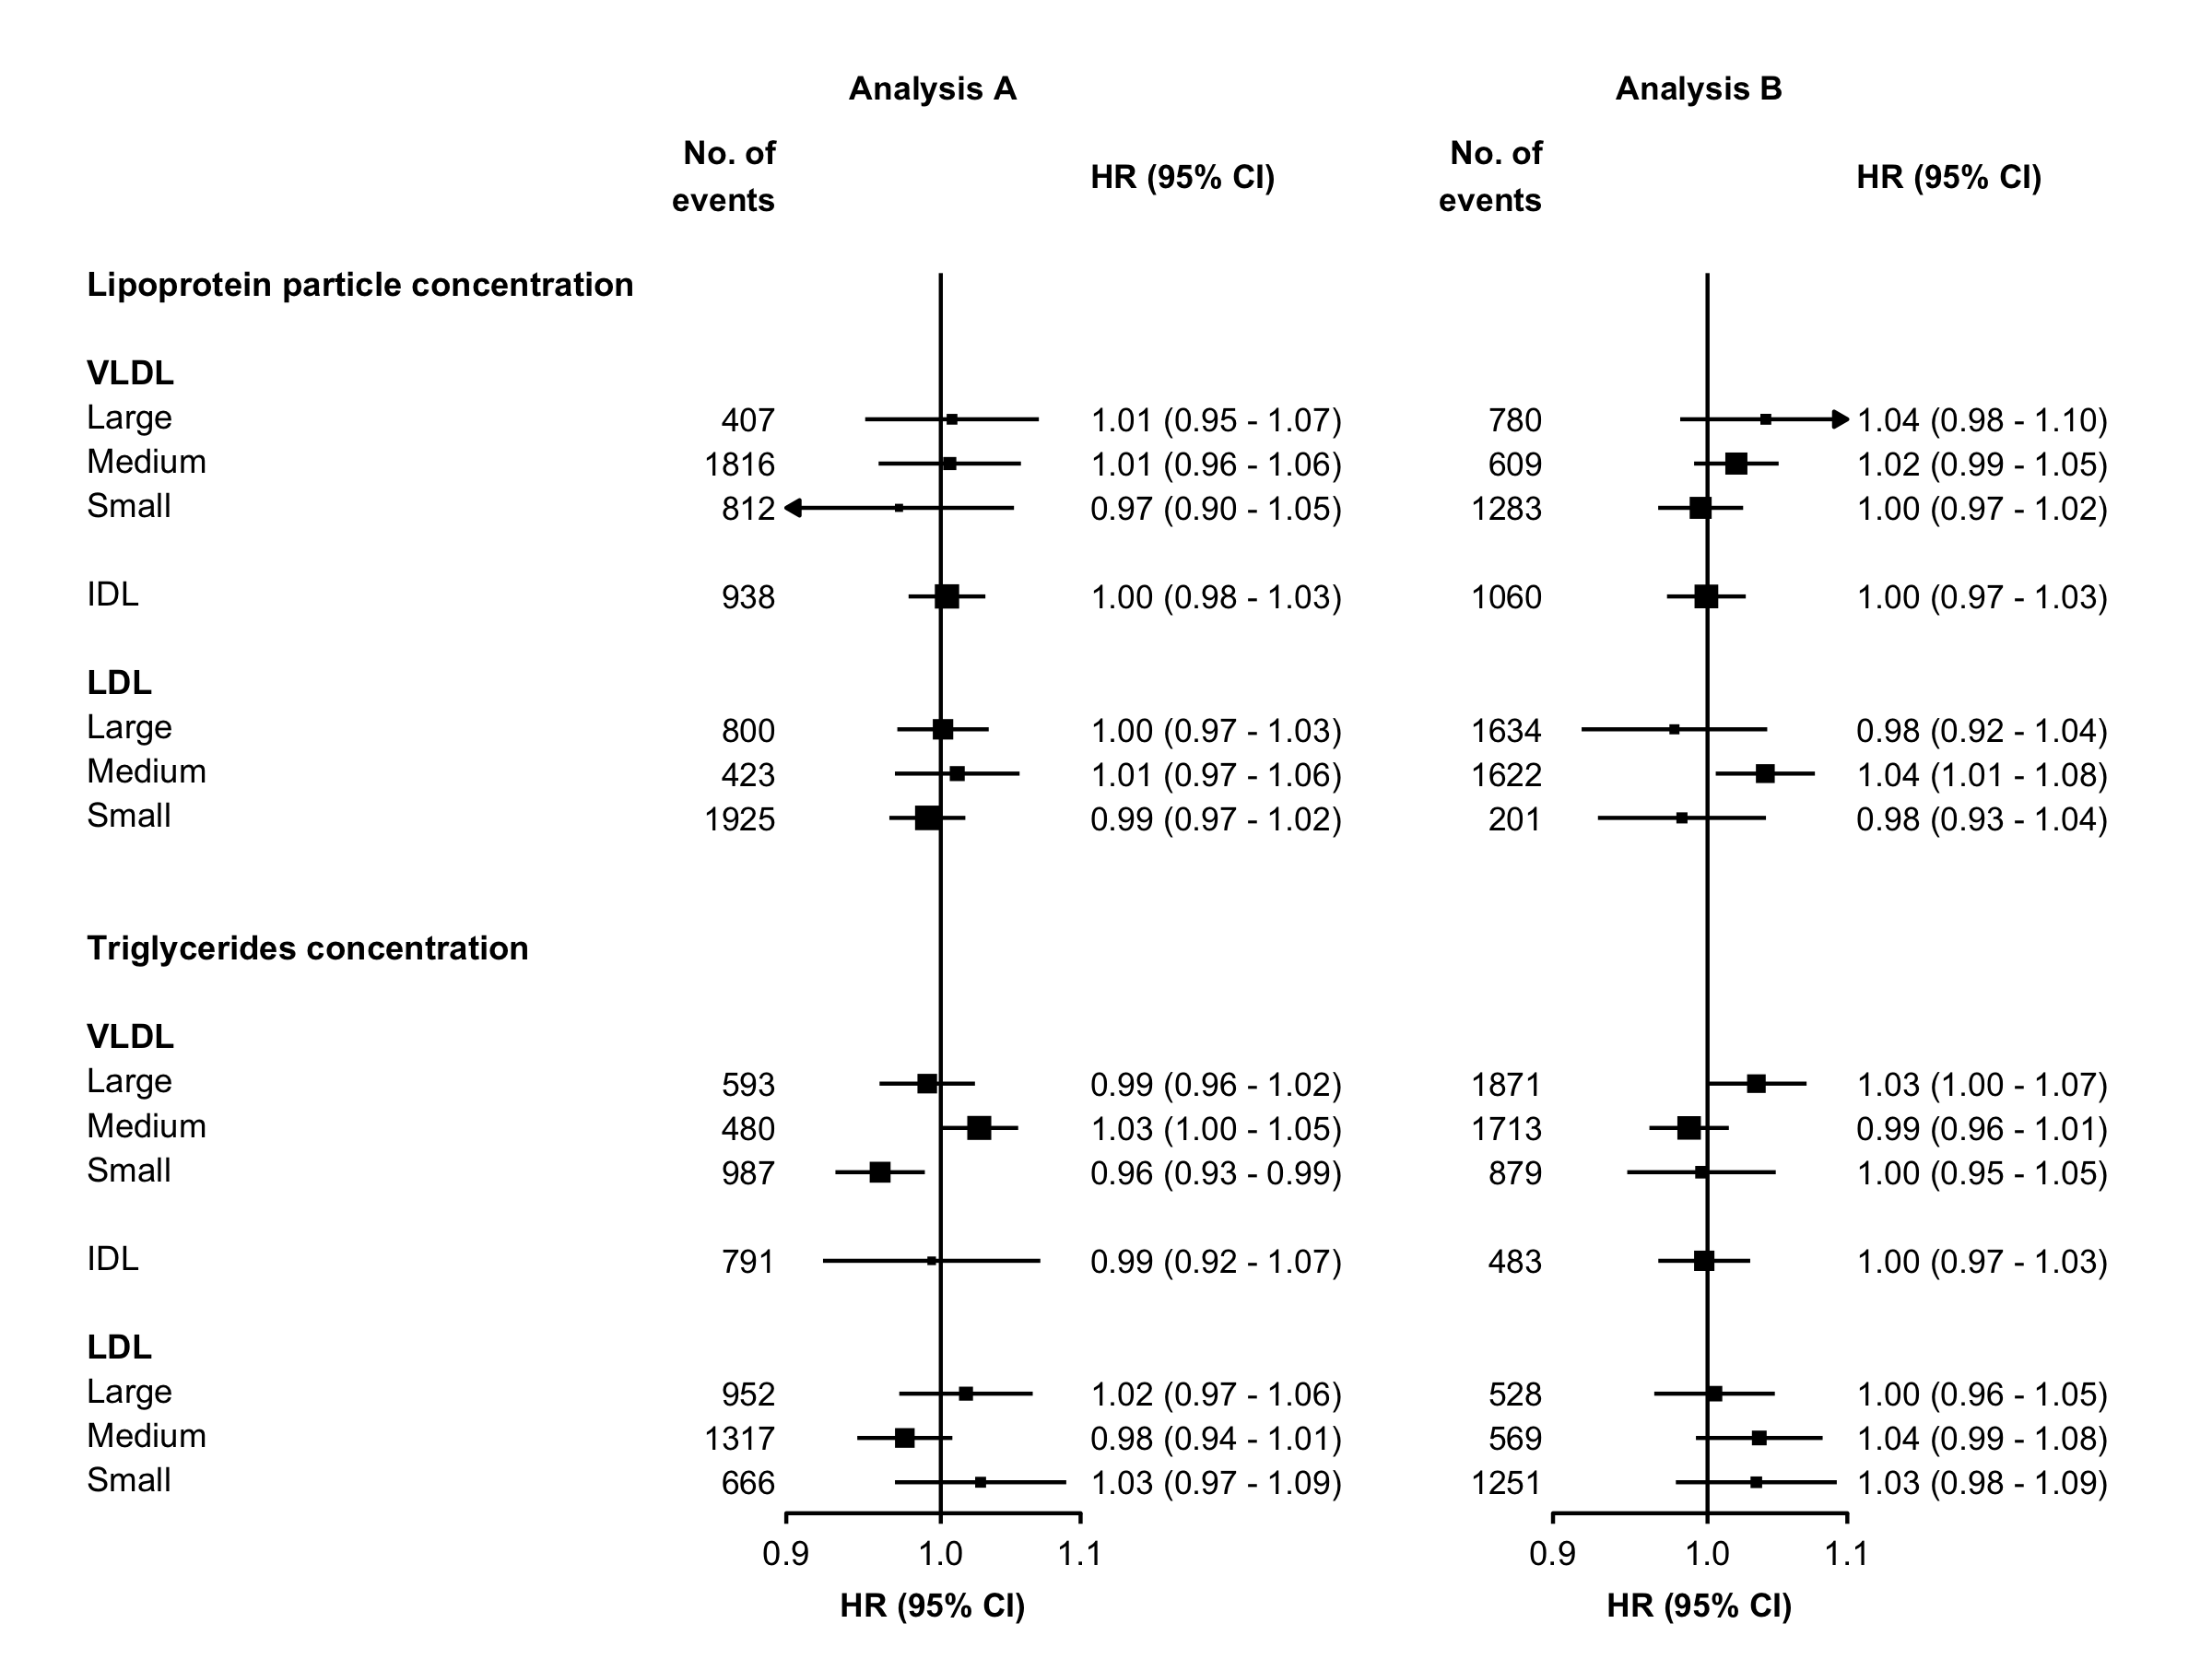 Analysis A Analysis B
No. of events HR (95% CI) No. of events HR (95% CI)
Lipoprotein particle concentration
VLDL
Large 407 1.01 (0.95 - 1.07) 780 1.04 (0.98 - 1.10)
Medium 1816 1.01 (0.96 - 1.06) 609 1.02 (0.99 - 1.05)
Small 812 0.97 (0.90 - 1.05) 1283 1.00 (0.97 - 1.02)
IDL 938 1.00 (0.98 - 1.03) 1060 1.00 (0.97 - 1.03)
LDL
Large 800 1.00 (0.97 - 1.03) 1634 0.98 (0.92 - 1.04)
Medium 423 1.01 (0.97 - 1.06) 1622 1.04 (1.01 - 1.08)
Small 1925 0.99 (0.97 - 1.02) 201 0.98 (0.93 - 1.04)
Triglycerides concentration
VLDL
Large 593 0.99 (0.96 - 1.02) 1871 1.03 (1.00 - 1.07)
Medium 480 1.03 (1.00 - 1.05) 1713 0.99 (0.96 - 1.01)
Small 987 0.96 (0.93 - 0.99) 879 1.00 (0.95 - 1.05)
IDL 791 0.99 (0.92 - 1.07) 483 1.00 (0.97 - 1.03)
LDL
Large 952 1.02 (0.97 - 1.06) 528 1.00 (0.96 - 1.05)
Medium 1317 0.98 (0.94 - 1.01) 569 1.04 (0.99 - 1.08)
Small 666 1.03 (0.97 - 1.09) 1251 1.03 (0.98 - 1.09)
0.9 1.0 1.1 0.9 1.0 1.1
HR (95% CI) HR (95% CI)